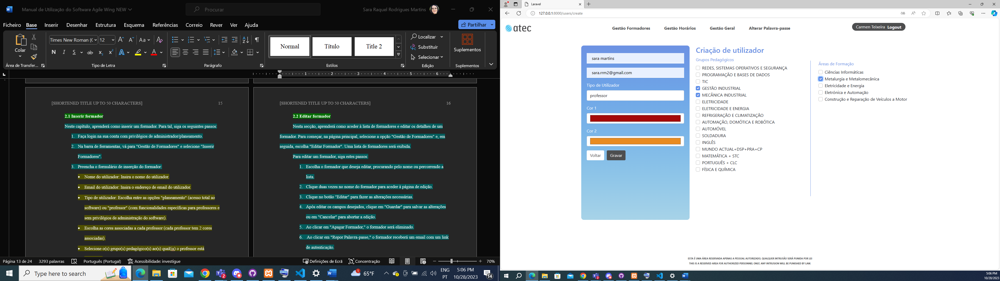 Manual de Utilização do Software Agile Wing NEW
Procurar
Sara Raquel Rodrigues Martins
Ficheiro Base Inserir Desenhar Estrutura Esquema Referências Correio Rever Ver Ajuda
Partilhar
Colar
Times New Roman (C 12
Normal
Título
Title 2
Localizar
Substituir
Selecionar
Suplementos
Área de Transfer... Tipo de Letra Parágrafo Estilos Edição Suplementos
[SHORTENED TITLE UP TO 50 CHARACTERS] 15
2.1 Inserir formador
Neste capítulo, aprenderá como inserir um formador. Para tal, siga os seguintes passos:
1. Faça login na sua conta com privilégios de administrador/planeamento.
2. Na barra de ferramentas, vá para "Gestão de Formadores" e selecione "Inserir
Formadores".
3. Preencha o formulário de inserção do formador:
• Nome do utilizador: Insira o nome do utilizador.
• Email do utilizador: Insira o endereço de email do utilizador.
• Tipo de utilizador: Escolha entre as opções "planeamento" (acesso total ao
software) ou "professor" (com funcionalidades específicas para professores e
sem privilégios de administração do software).
• Escolha as cores associadas a cada professor (cada professor tem 2 cores
associadas).
• Selecione o(s) grupo(s) pedagógico(s) ao(s) qual(is) o professor está
[SHORTENED TITLE UP TO 50 CHARACTERS] 16
2.2 Editar formador
Nesta secção, aprenderá como aceder à lista de formadores e editar os detalhes de um
formador. Para começar, na página principal, selecione a opção "Gestão de Formadores" e, em
seguida, escolha "Editar Formador". Uma lista de formadores será exibida.
Para editar um formador, siga estes passos:
1. Escolha o formador que deseja editar, procurando pelo nome ou percorrendo a
lista.
2. Clique duas vezes no nome do formador para aceder à página de edição.
3. Clique no botão "Editar" para fazer as alterações necessárias.
4. Após editar os campos desejados, clique em "Guardar" para salvar as alterações
ou em "Cancelar" para abortar a edição.
5. Ao clicar em "Apagar Formador," o formador será eliminado.
6. Ao clicar em "Repor Palavra-passe," o formador receberá um email com um link
de autenticação.
Página 13 de 24 3293 palavras Português (Portugal) Acessibilidade: investigue Definições de Ecrã Concentração 70%
Type here to search
65°F
ENG
PT
5:06 PM
10/28/2023
14
Laravel
127.0.0.1:8000/users/create
atec
Gestão Formadores Gestão Horários Gestão Geral Alterar Palavra-passe
Carmen Teixeira Logout
sara martins
sara.rrm2@gmail.com
Tipo de Utilizador
professor
Cor 1
Cor 2
Voltar Gravar
Criação de utilizador
Grupos Pedagógicos
REDES, SISTEMAS OPERATIVOS E SEGURANÇA
PROGRAMAÇÃO E BASES DE DADOS
TIC
GESTÃO INDUSTRIAL
MECÂNICA INDUSTRIAL
ELETRICIDADE
ELETRICIDADE E ENERGIA
REFRIGERAÇÃO E CLIMATIZAÇÃO
AUTOMAÇÃO, DOMÓTICA E ROBÓTICA
AUTOMÓVEL
SOLDADURA
INGLÊS
MUNDO ACTUAL+DSP+PRA+CP
MATEMÁTICA + STC
PORTUGUÊS + CLC
FÍSICA E QUÍMICA
Áreas de Formação
Ciências Informáticas
Metalurgia e Metalomecânica
Eletricidade e Energia
Eletrónica e Automação
Construção e Reparação de Veículos a Motor
ESTA É UMA ÁREA RESERVADA APENAS A PESSOAL AUTORIZADO, QUALQUER INTRUSÃO SERÁ PUNIDA POR LEI
THIS IS A RESERVED AREA FOR AUTHORIZED PERSONNEL ONLY, ANY INTRUSION WILL BE PUNISHED BY LAW.
5:06 PM
10/28/2023